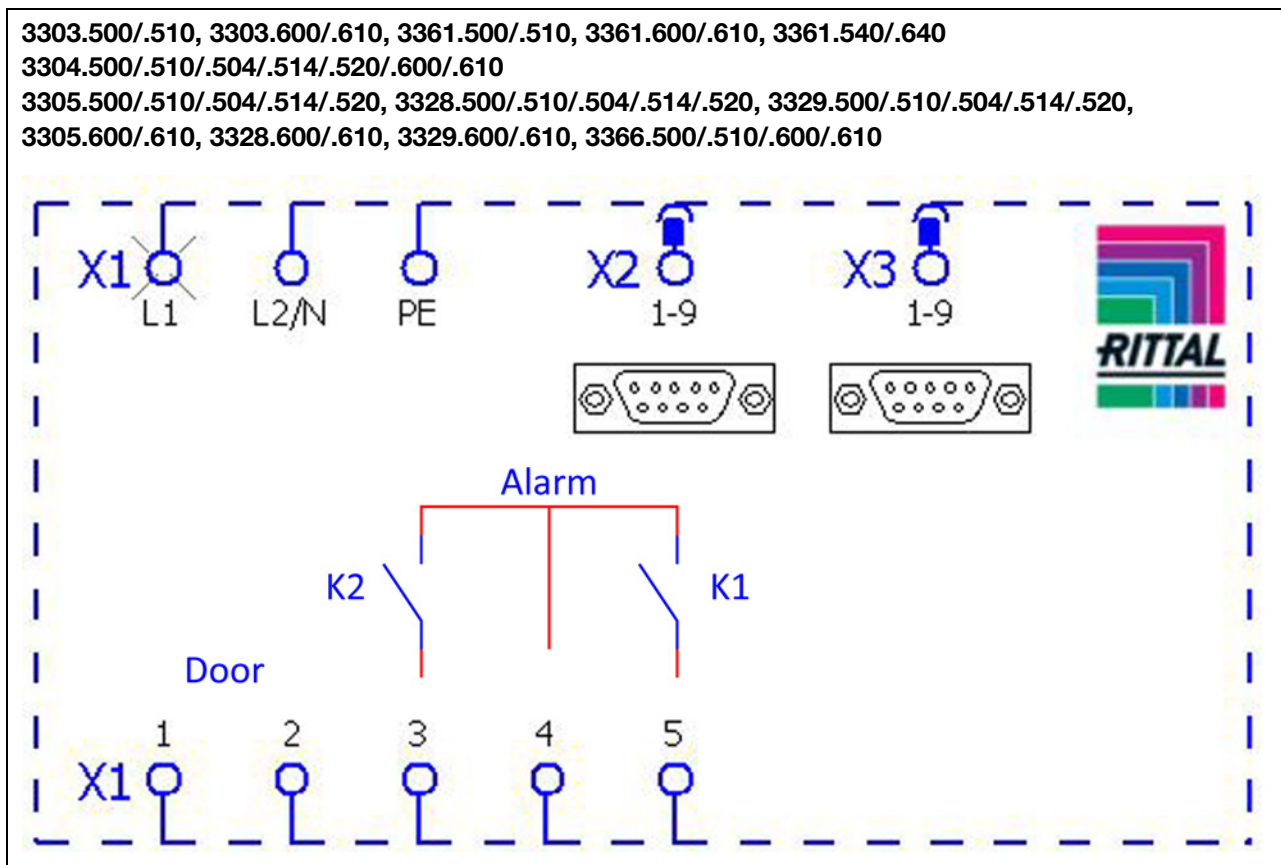 3303.500/.510, 3303.600/.610, 3361.500/.510, 3361.600/.610, 3361.540/.640
3304.500/.510/.504/.514/.520/.600/.610
3305.500/.510/.504/.514/.520, 3328.500/.510/.504/.514/.520, 3329.500/.510/.504/.514/.520,
3305.600/.610, 3328.600/.610, 3329.600/.610, 3366.500/.510/.600/.610
X1 X2 X3
L1 L2/N PE 1-9 1-9
RITTAL
Alarm
K2 K1
Door
1 2 3 4 5
X1